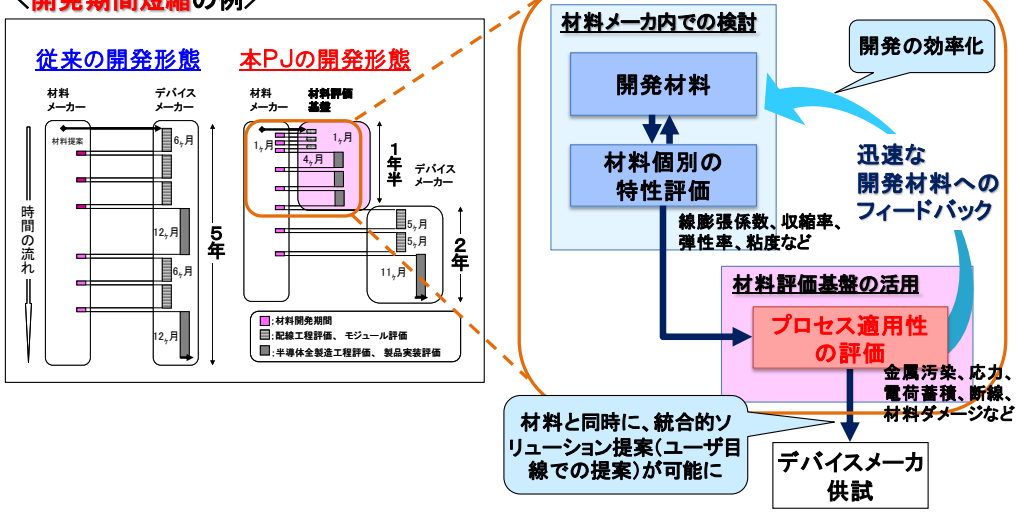 <開発期間短縮の例>
従来の開発形態
本PJの開発形態
材料
メーカー
デバイス
メーカー
材料提案
6ヶ月
12ヶ月
6ヶ月
12ヶ月
5年
時間の流れ
材料
メーカー
材料評価
基盤
1ヶ月
1ヶ月
4ヶ月
1年半
デバイス
メーカー
5ヶ月
5ヶ月
11ヶ月
2年
:材料開発期間
:配線工程評価、モジュール評価
:半導体全製造工程評価、製品実装評価
材料メーカ内での検討
開発材料
材料個別の
特性評価
線膨張係数、収縮率、
弾性率、粘度など
開発の効率化
迅速な
開発材料への
フィードバック
材料評価基盤の活用
プロセス適用性
の評価
金属汚染、応力、
電荷蓄積、断線、
材料ダメージなど
材料と同時に、統合的ソ
リューション提案(ユーザ目
線での提案)が可能に
デバイスメーカ
供試